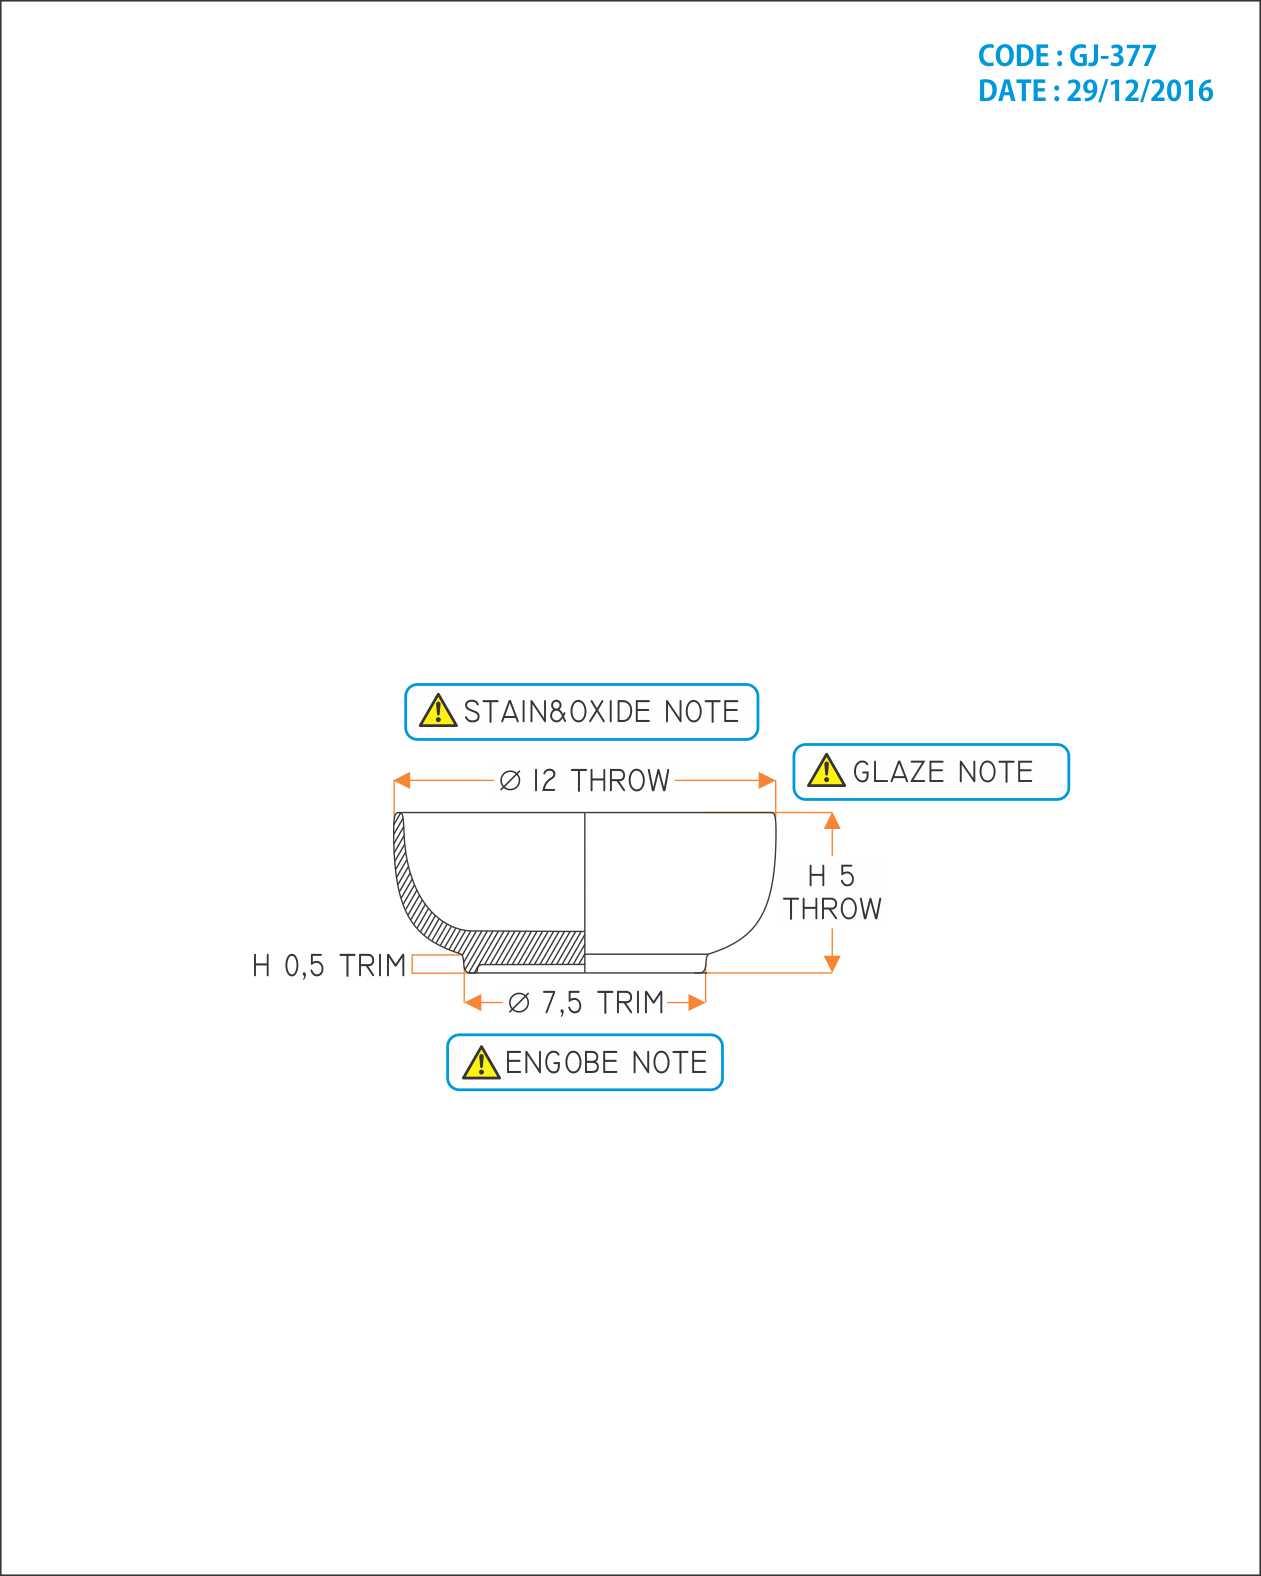 CODE : GJ-377
DATE : 29/12/2016
STAIN&OXIDE NOTE
GLAZE NOTE
∅ 12 THROW
H 5
THROW
H 0,5 TRIM
∅ 7,5 TRIM
ENGOBE NOTE